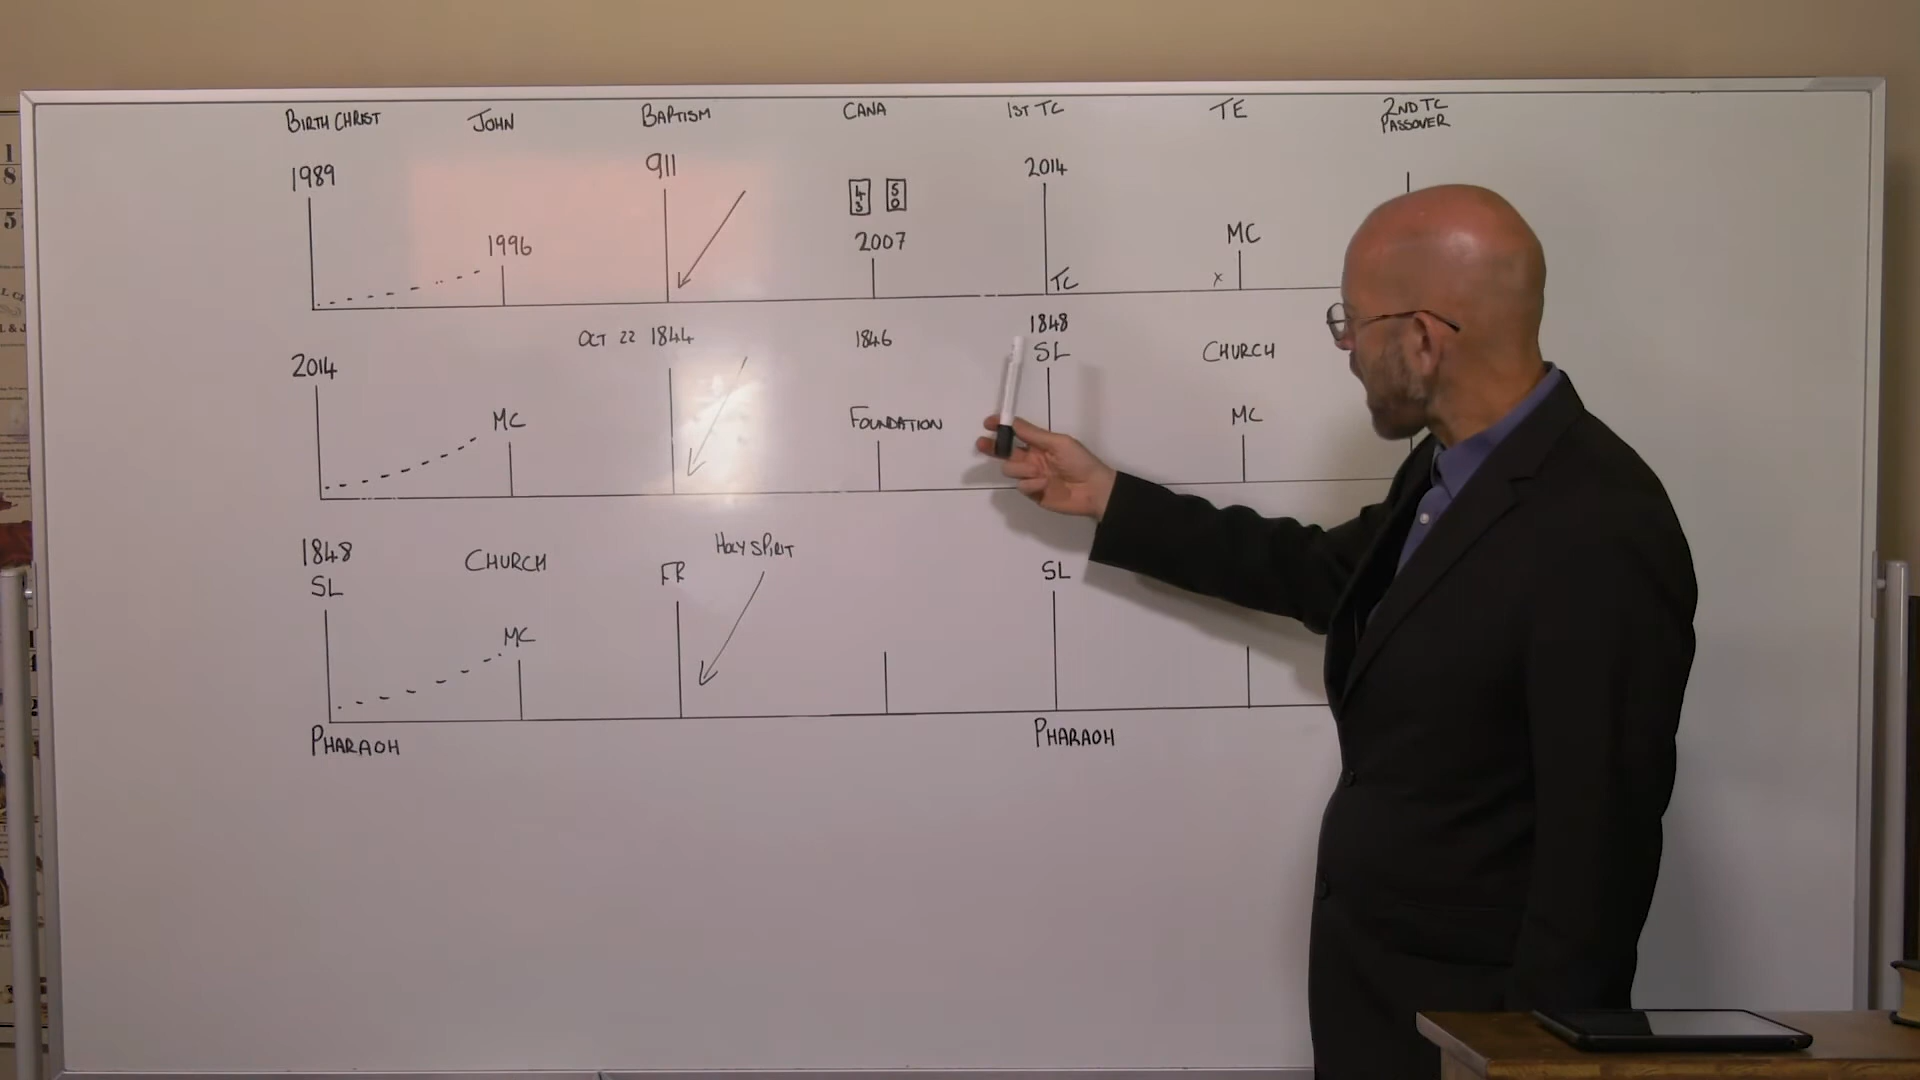 BIRTH CHRIST
JOHN
BAPTISM
CANA
1ST TC
TE
2ND TC
PASSOVER
1989
1996
911
43
50
2007
2014
TC
x
MC
2014
MC
OCT 22 1844
1846
FOUNDATION
1848
SL
CHURCH
MC
1848
SL
CHURCH
MC
FR
HOLY SPIRIT
SL
PHARAOH
PHARAOH